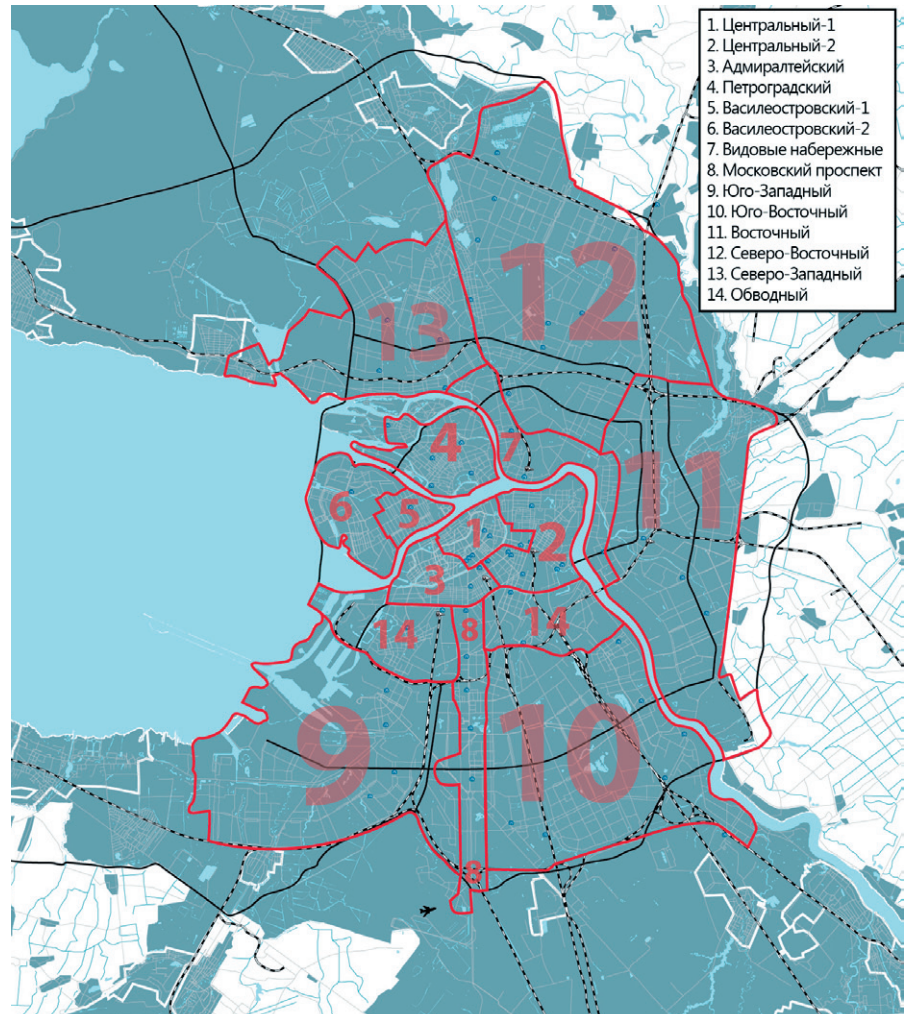 1. Центральный-1
2. Центральный-2
3. Адмиралтейский
4. Петроградский
5. Василеостровский-1
6. Василеостровский-2
7. Видовые набережные
8. Московский проспект
9. Юго-Западный
10. Юго-Восточный
11. Восточный
12. Северо-Восточный
13. Северо-Западный
14. Обводный
12
13
4
7
11
6
5
1
2
3
14
8
14
9
10
8